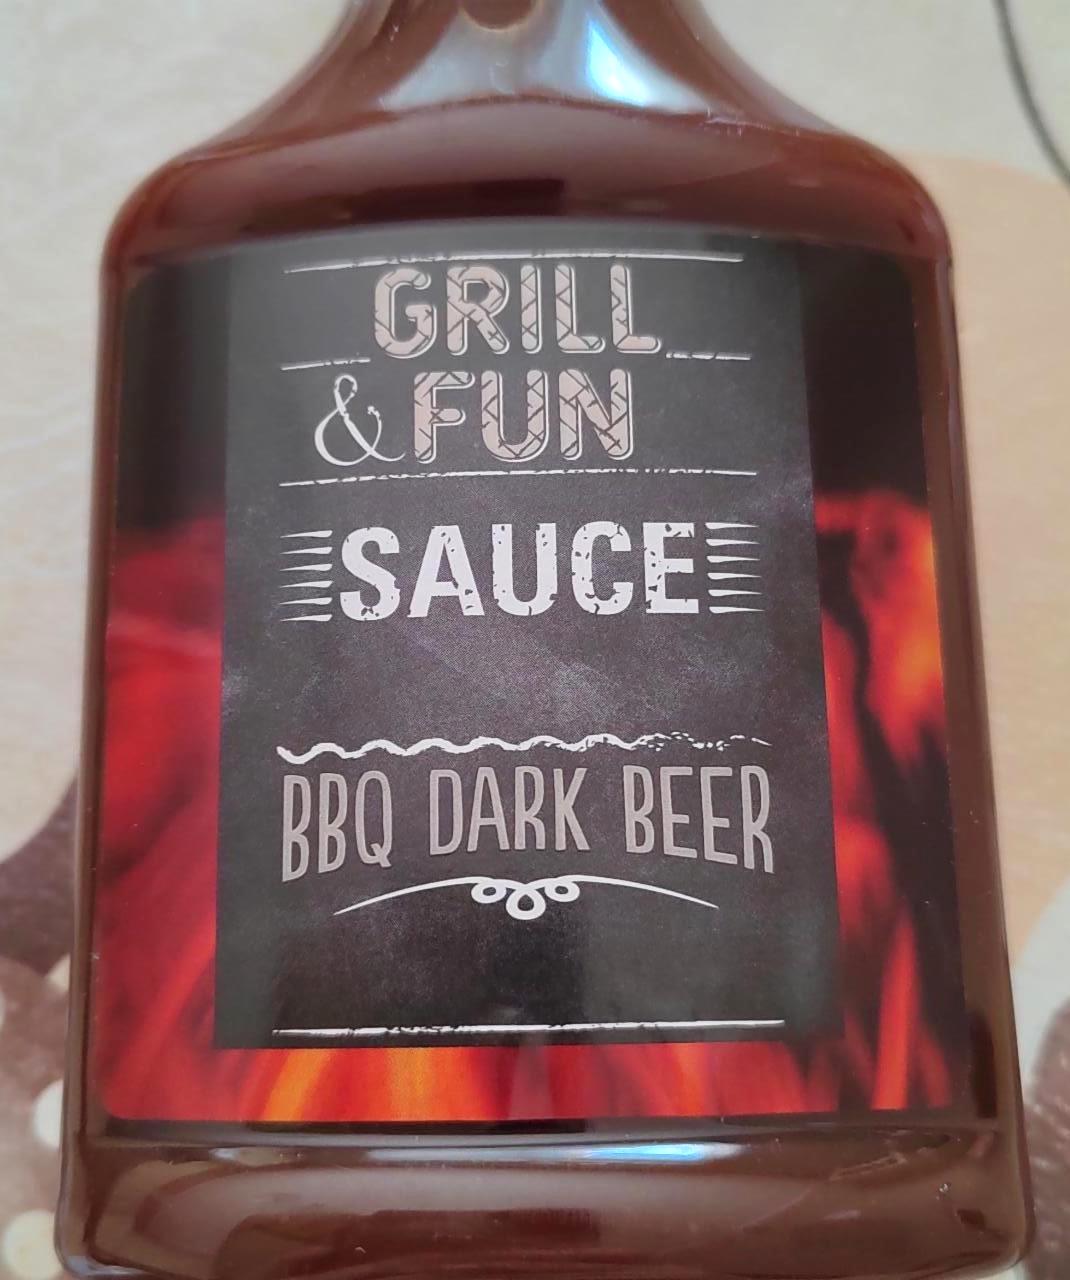 GRILL
& FUN
SAUCE
BBQ DARK BEER